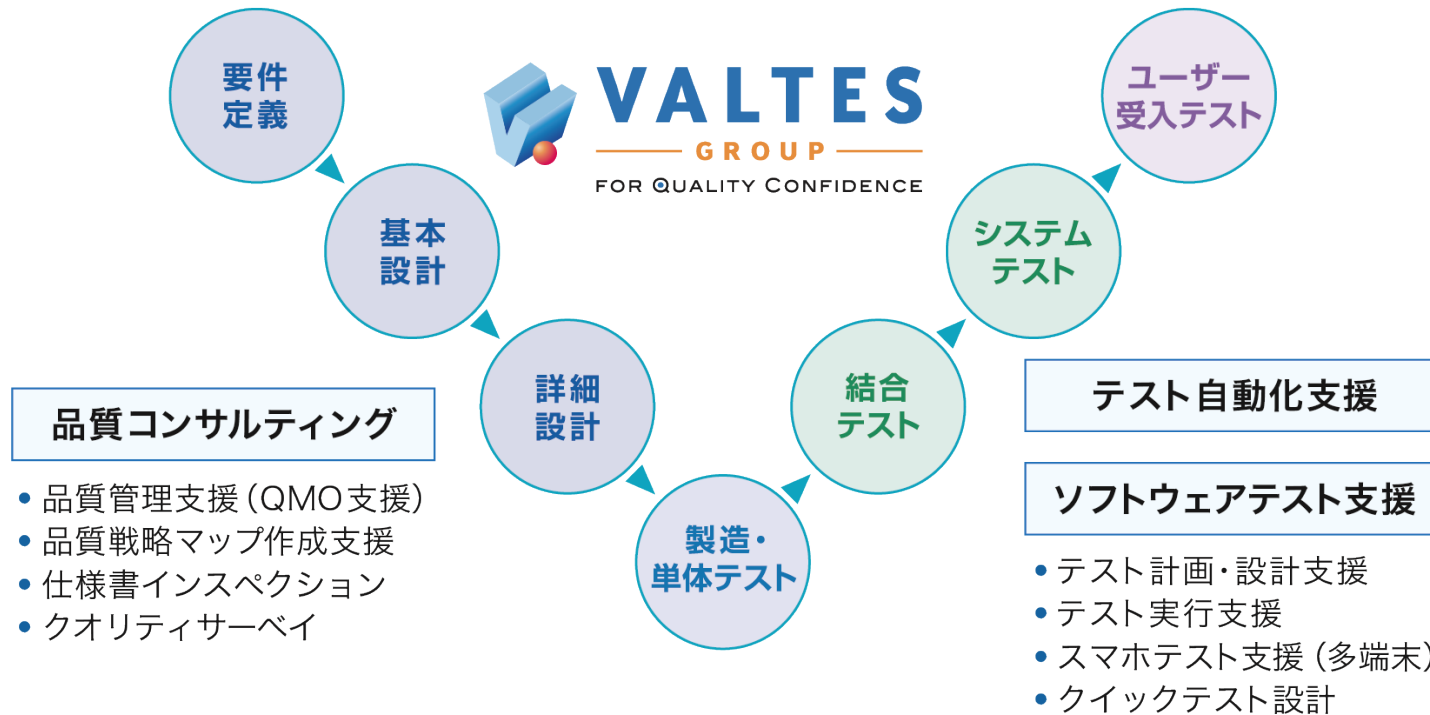 要件
定義
VALTES
GROUP
FOR QUALITY CONFIDENCE
ユーザー
受入テスト
基本
設計
システム
テスト
詳細
設計
結合
テスト
製造・
単体テスト
品質コンサルティング
• 品質管理支援（QMO支援）
• 品質戦略マップ作成支援
• 仕様書インスペクション
• クオリティサーベイ
テスト自動化支援
ソフトウェアテスト支援
• テスト計画・設計支援
• テスト実行支援
• スマホテスト支援（多端末）
• クイックテスト設計